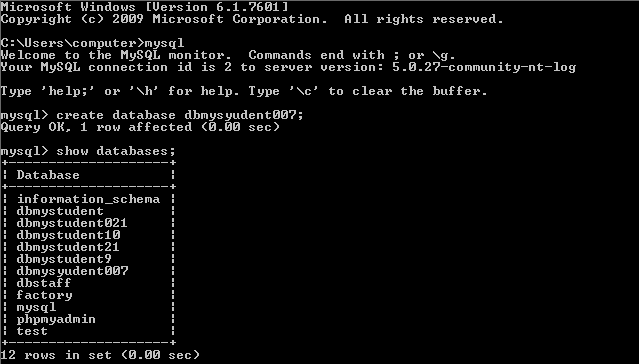 Microsoft Windows [Version 6.1.7601]
Copyright (c) 2009 Microsoft Corporation.  All rights reserved.
C:\Users\computer>mysql
Welcome to the MySQL monitor.  Commands end with ; or \g.
Your MySQL connection id is 2 to server version: 5.0.27-community-nt-log
Type 'help;' or '\h' for help. Type '\c' to clear the buffer.
mysql> create database dbmysyudent007;
Query OK, 1 row affected (0.00 sec)
mysql> show databases;
+--------------------+
| Database           |
+--------------------+
| information_schema |
| dbmystudent        |
| dbmystudent021     |
| dbmystudent10      |
| dbmystudent21      |
| dbmystudent9       |
| dbmysyudent007     |
| dbstaff            |
| factory            |
| mysql              |
| phpmyadmin         |
| test               |
+--------------------+
12 rows in set (0.00 sec)